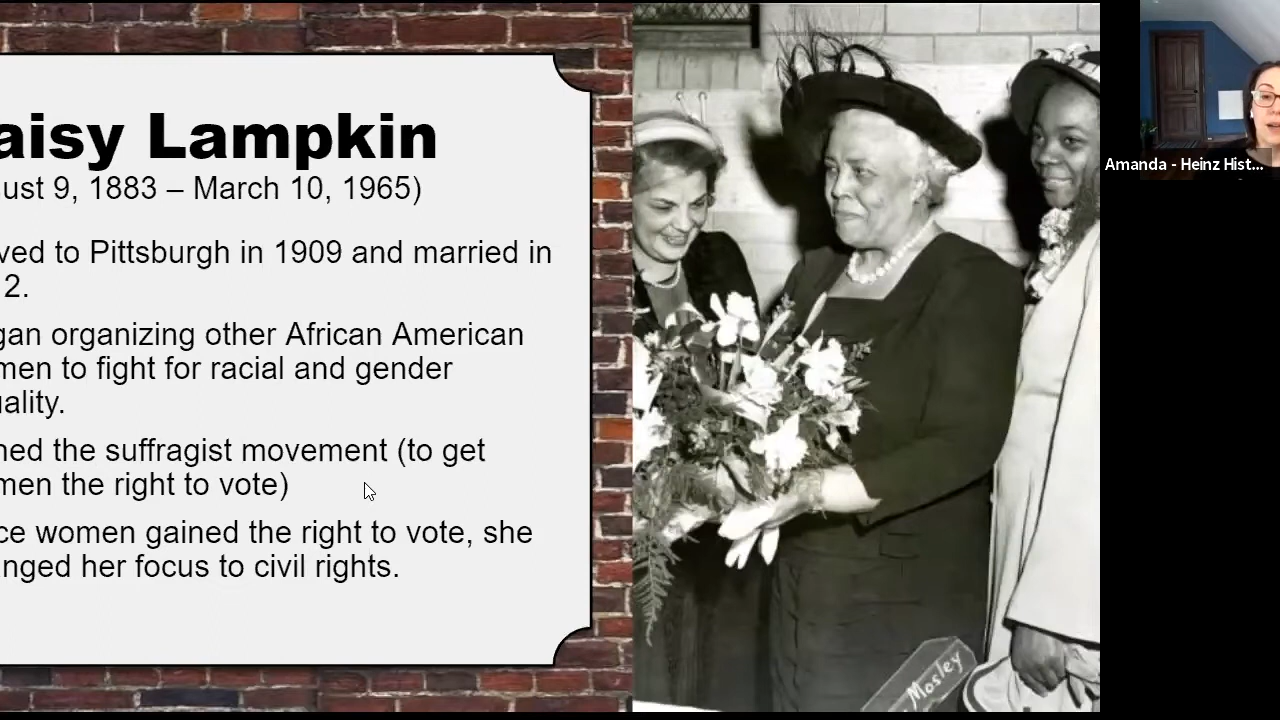 aisy Lampkin
ust 9, 1883 – March 10, 1965)
ved to Pittsburgh in 1909 and married in
2.
gan organizing other African American
men to fight for racial and gender
ality.
ned the suffragist movement (to get
men the right to vote)
ce women gained the right to vote, she
nged her focus to civil rights.
Mosley
Amanda - Heinz Hist...